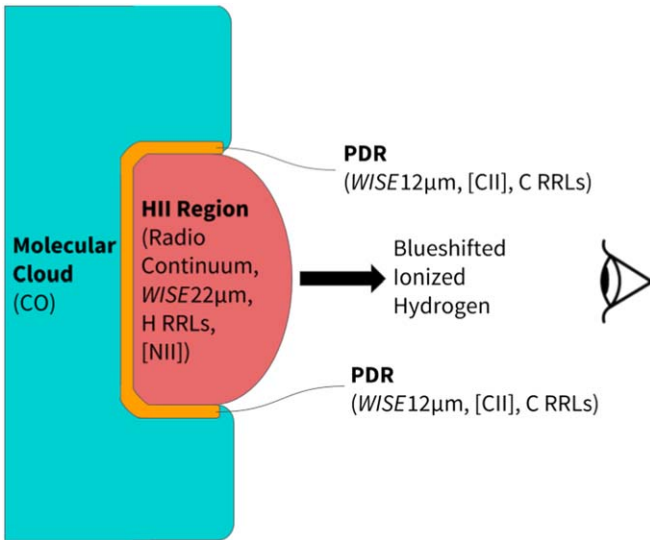 PDR
(WISE12μm, [CII], C RRLs)
HII Region
(Radio
Continuum,
WISE22μm,
H RRLs,
[NII])
Molecular
Cloud
(CO)
Blueshifted
Ionized
Hydrogen
PDR
(WISE12μm, [CII], C RRLs)